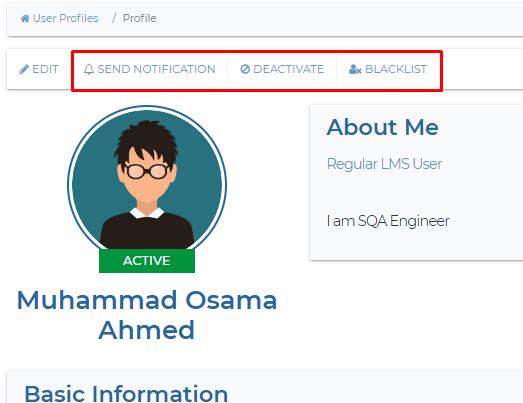 User Profiles / Profile
EDIT SEND NOTIFICATION DEACTIVATE BLACKLIST
ACTIVE
Muhammad Osama
Ahmed
About Me
Regular LMS User
I am SQA Engineer
Basic Information